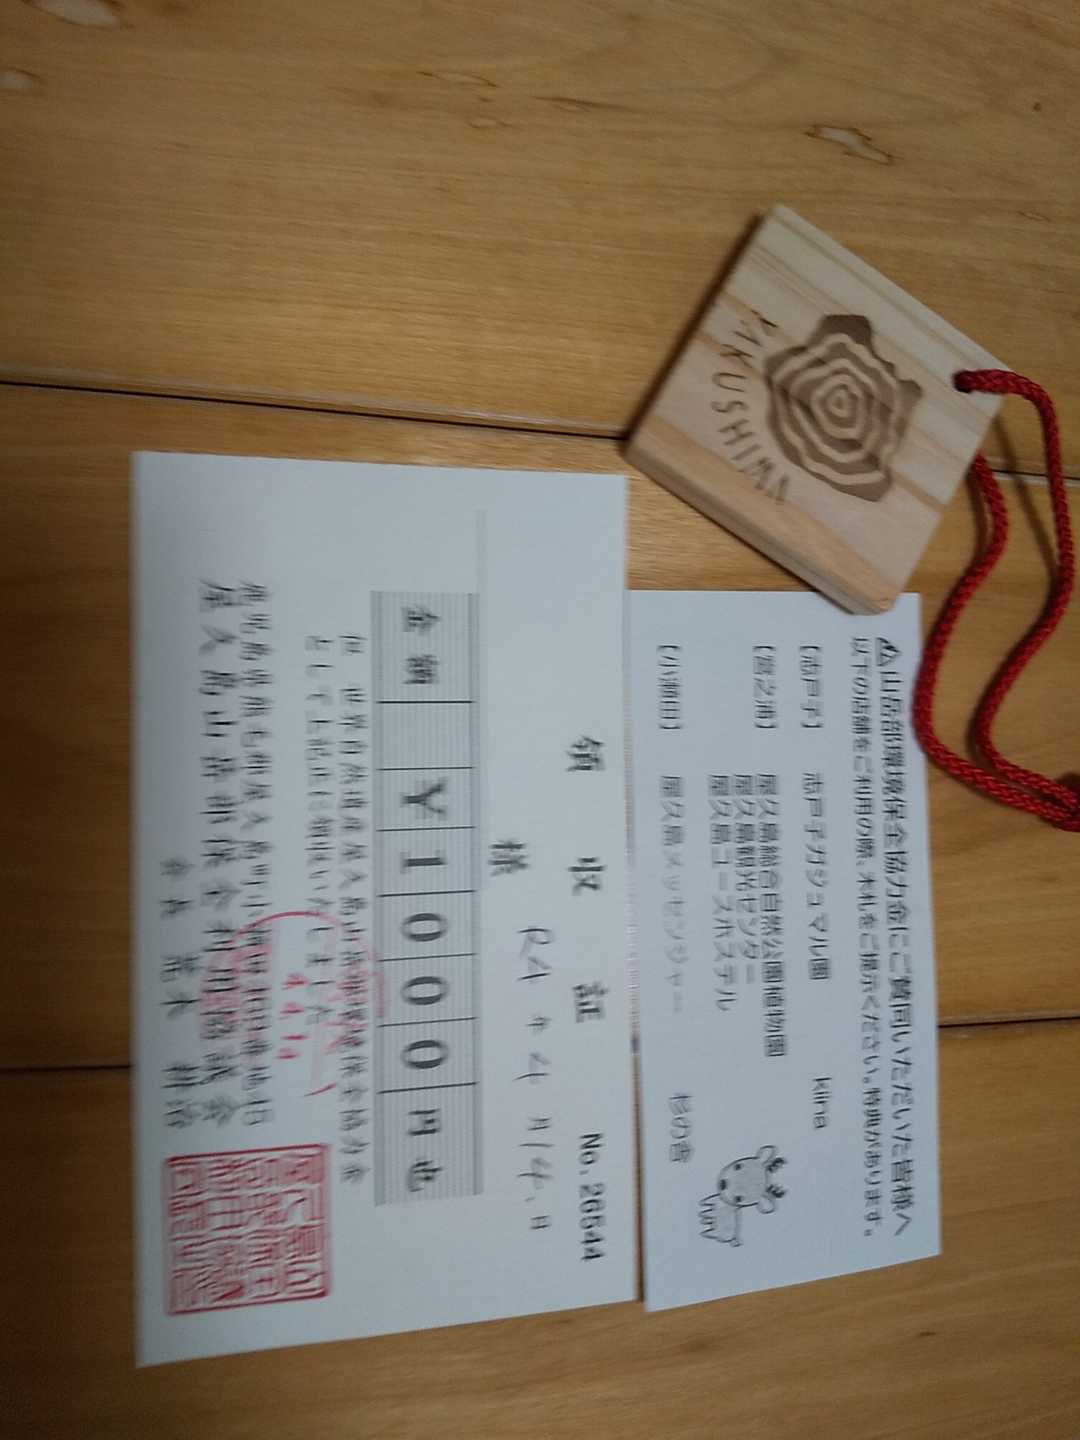 YAKUSHIMA
山岳部環境保全協力金にご賛同いただいた皆様へ
以下の店舗をご利用の際、木札をご提示ください。特典があります。
【志戸子】 志戸子ガジュマル園 kiina
【宮之浦】 屋久島総合自然公園植物園
屋久島観光センター
屋久島ユースホステル
【小瀬田】 屋久島メッセンジャー 杉の舎
領収証 No. 26544
R4年4月14日
様
金額 ¥1000円也
但 世界自然遺産屋久島山岳部環境保全協力金
として上記正に領収いたしました
鹿児島県熊毛郡屋久島町小瀬田
屋久島山岳部保全利用協議会
会長 荒木